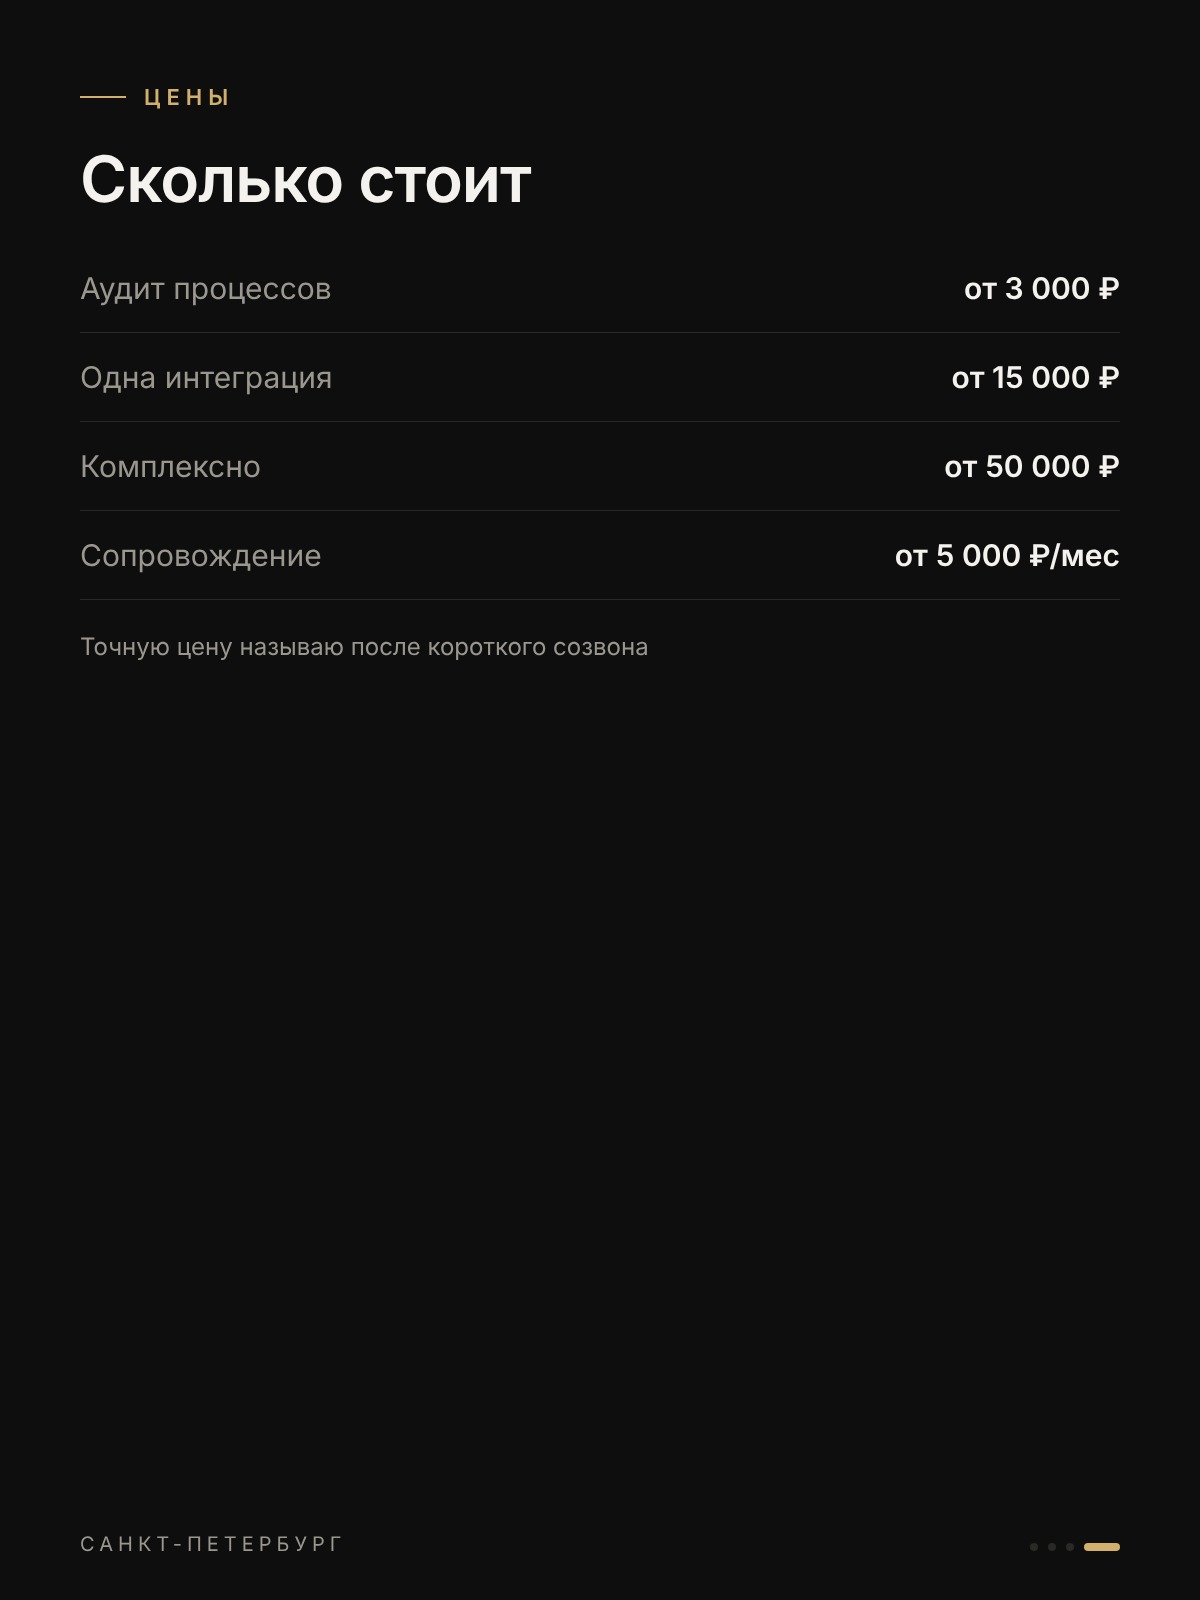 ЦЕНЫ
Сколько стоит
Аудит процессов от 3 000 ₽
Одна интеграция от 15 000 ₽
Комплексно от 50 000 ₽
Сопровождение от 5 000 ₽/мес
Точную цену называю после короткого созвона
САНКТ-ПЕТЕРБУРГ